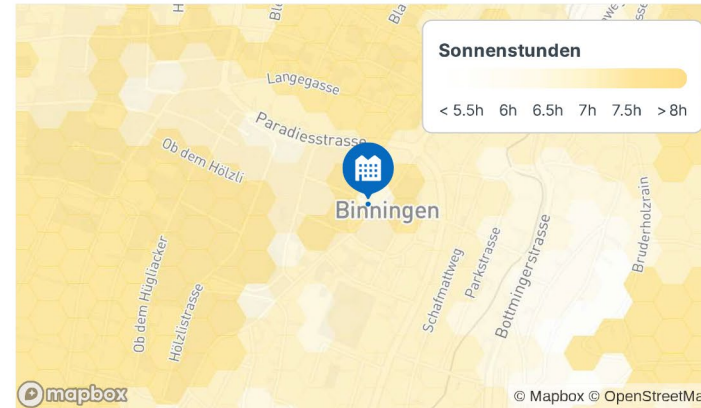 Sonnenstunden
< 5.5h 6h 6.5h 7h 7.5h > 8h
Langegasse
Paradiesstrasse
Ob dem Hölzli
Binningen
Ob dem Hügliacker
Hölzlistrasse
Schafmattweg
Parkstrasse
Bottmingerstrasse
Bruderholzrain
mapbox
© Mapbox © OpenStreetMa